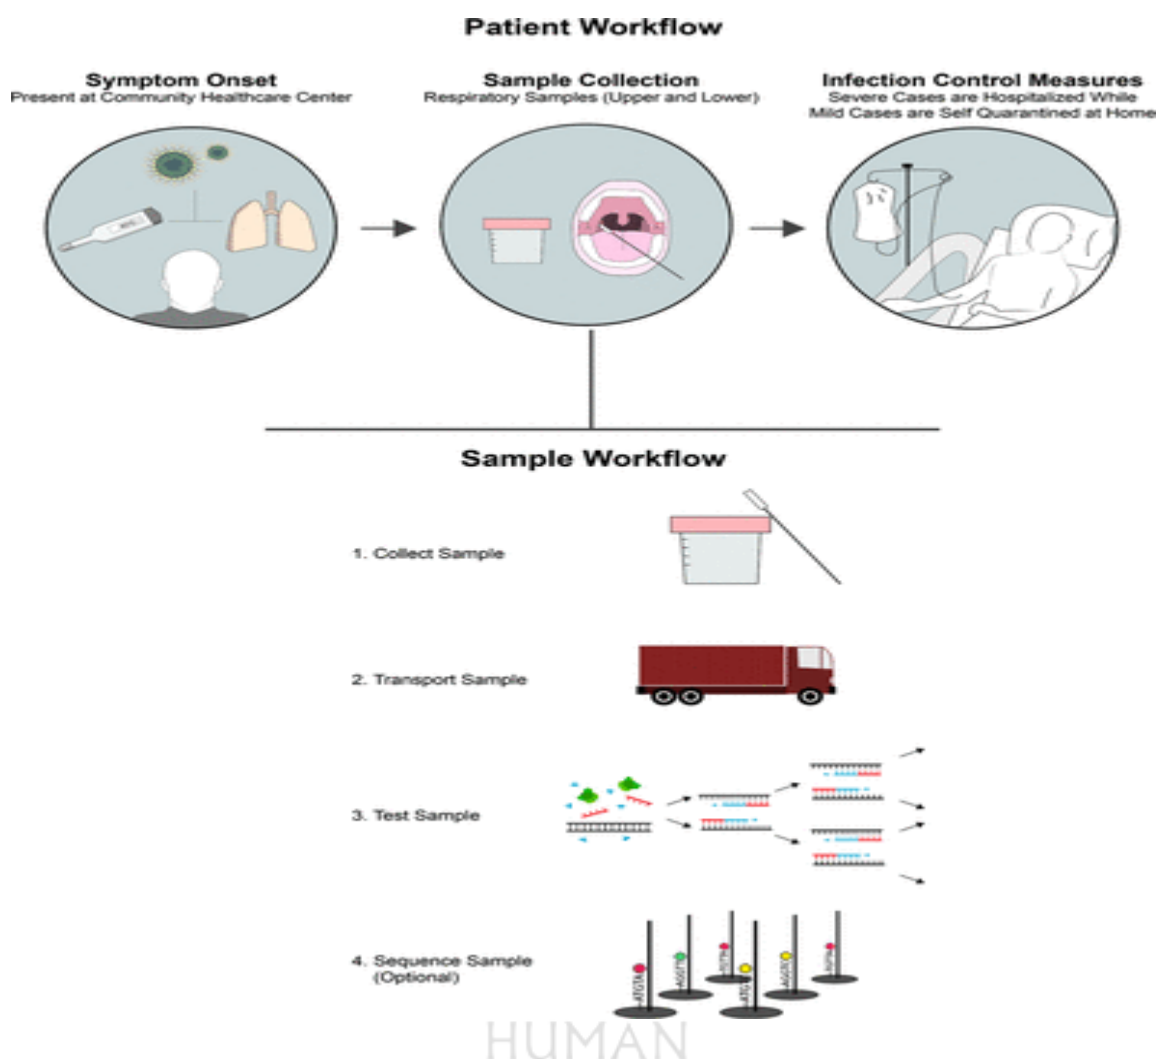 Patient Workflow
Symptom Onset
Present at Community Healthcare Center
Sample Collection
Respiratory Samples (Upper and Lower)
Infection Control Measures
Severe Cases are Hospitalized While
Mild Cases are Self Quarantined at Home
Sample Workflow
1. Collect Sample
2. Transport Sample
3. Test Sample
4. Sequence Sample
(Optional)
HUMAN